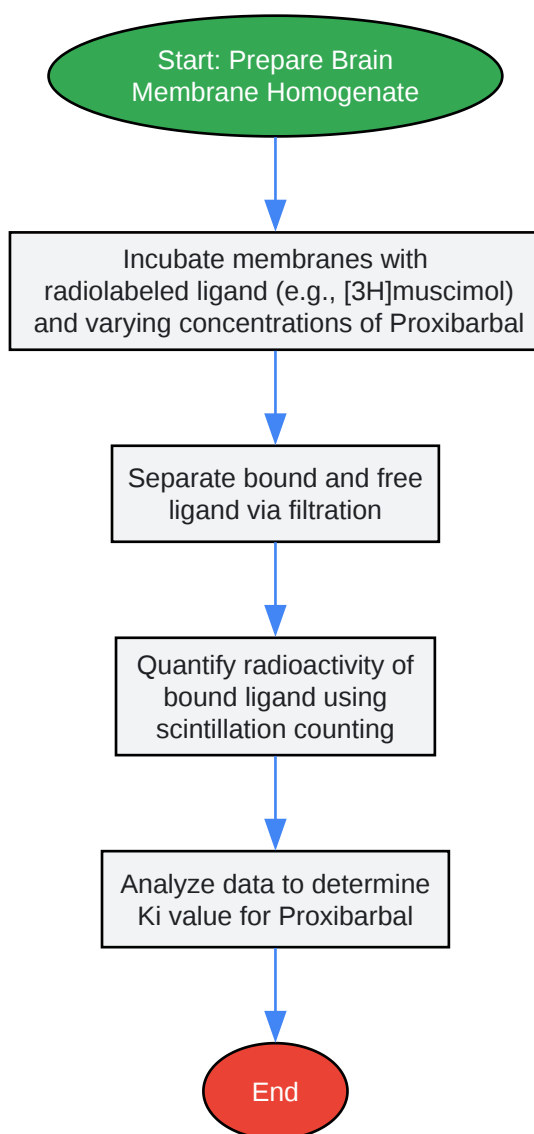 Start: Prepare Brain
Membrane Homogenate
Incubate membranes with
radiolabeled ligand (e.g., [3H]muscimol)
and varying concentrations of Proxibarbal
Separate bound and free
ligand via filtration
Quantify radioactivity of
bound ligand using
scintillation counting
Analyze data to determine
Ki value for Proxibarbal
End